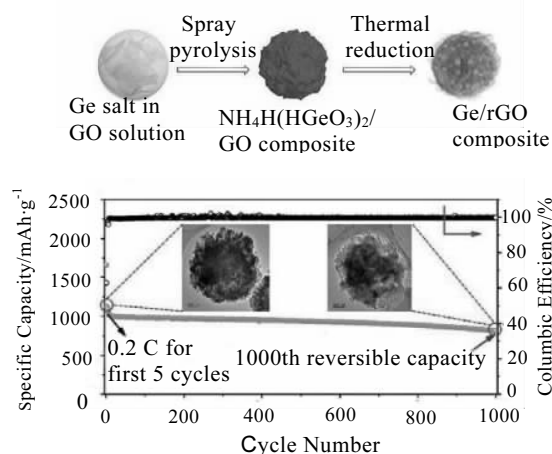 Spray
pyrolysis
Thermal
reduction
Ge salt in
GO solution
NH₄H(HGeO₃)₂/
GO composite
Ge/rGO
composite
Specific Capacity/mAh·g⁻¹
2500
2250
1500
1000
500
0
0.2 C for
first 5 cycles
1000th reversible capacity
100
80
60
40
20
0
Columbic Efficiency/%
0
200
400
600
800
1000
Cycle Number